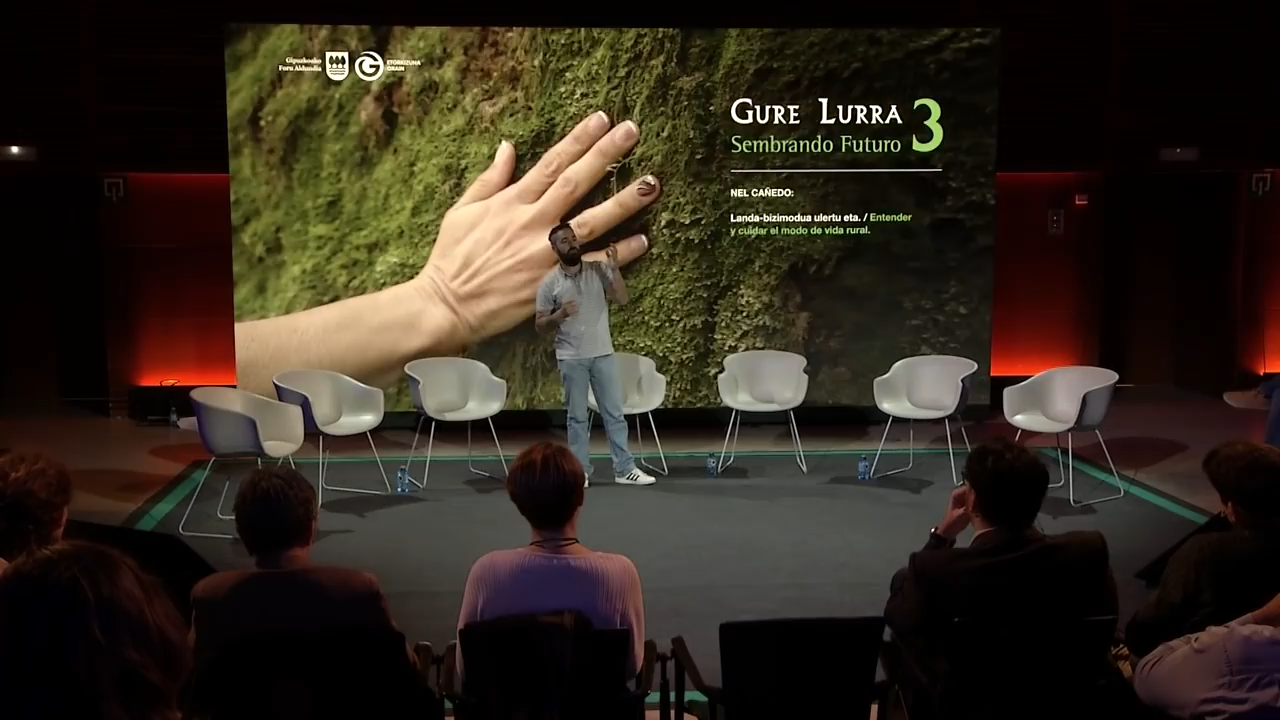 Gipuzkoako
Foru Aldundia
ETORKIZUNA
ORAIN
GURE LURRA 3
Sembrando Futuro
NEL CAÑEDO:
Landa-bizimodua ulertu eta. / Entender
y cuidar el modo de vida rural.